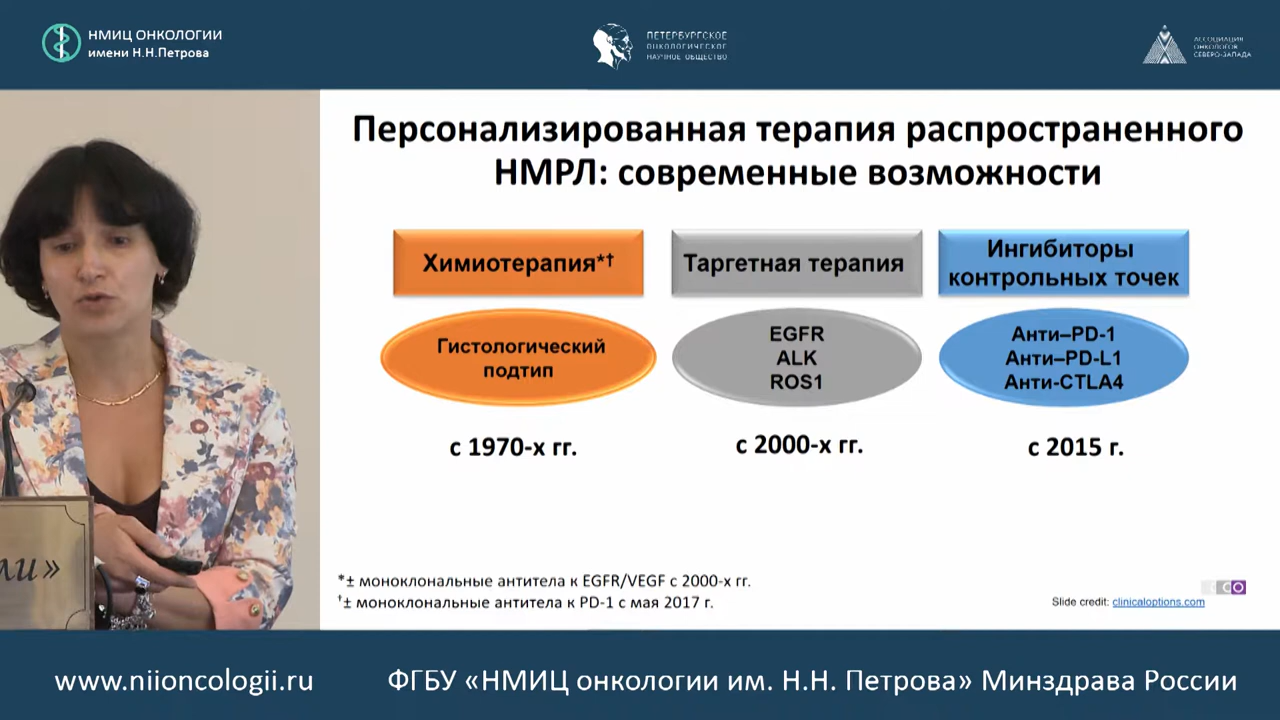 НМИЦ ОНКОЛОГИИ
имени Н.Н.Петрова
ПЕТЕРБУРГСКОЕ
ОНКОЛОГИЧЕСКОЕ
НАУЧНОЕ ОБЩЕСТВО
АССОЦИАЦИЯ
ОНКОЛОГОВ
СЕВЕРО-ЗАПАДА
Персонализированная терапия распространенного
НМРЛ: современные возможности
Химиотерапия*†
Таргетная терапия
Ингибиторы
контрольных точек
Гистологический
подтип
EGFR
ALK
ROS1
Анти–PD-1
Анти–PD-L1
Анти-CTLA4
с 1970-х гг.
с 2000-х гг.
с 2015 г.
*± моноклональные антитела к EGFR/VEGF с 2000-х гг.
†± моноклональные антитела к PD-1 с мая 2017 г.
Slide credit: clinicaloptions.com
www.niioncologii.ru
ФГБУ «НМИЦ онкологии им. Н.Н. Петрова» Минздрава России